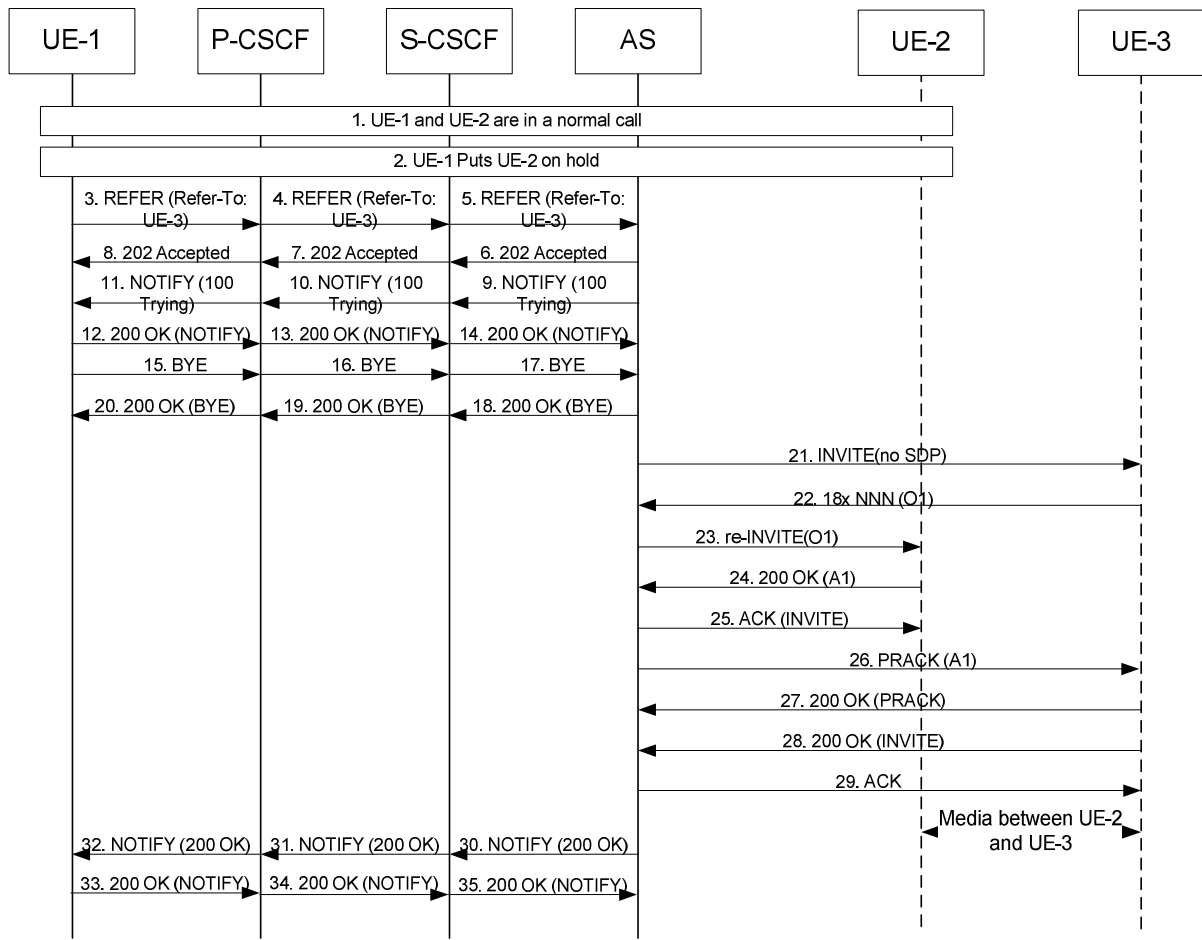 UE-1
P-CSCF
S-CSCF
AS
UE-2
UE-3
1. UE-1 and UE-2 are in a normal call
2. UE-1 Puts UE-2 on hold
3. REFER (Refer-To:
UE-3)
4. REFER (Refer-To:
UE-3)
5. REFER (Refer-To:
UE-3)
8. 202 Accepted
7. 202 Accepted
6. 202 Accepted
11. NOTIFY (100
Trying)
10. NOTIFY (100
Trying)
9. NOTIFY (100
Trying)
12. 200 OK (NOTIFY)
13. 200 OK (NOTIFY)
14. 200 OK (NOTIFY)
15. BYE
16. BYE
17. BYE
20. 200 OK (BYE)
19. 200 OK (BYE)
18. 200 OK (BYE)
21. INVITE(no SDP)
22. 18x NNN (O1)
23. re-INVITE(O1)
24. 200 OK (A1)
25. ACK (INVITE)
26. PRACK (A1)
27. 200 OK (PRACK)
28. 200 OK (INVITE)
29. ACK
Media between UE-2
and UE-3
32. NOTIFY (200 OK)
31. NOTIFY (200 OK)
30. NOTIFY (200 OK)
33. 200 OK (NOTIFY)
34. 200 OK (NOTIFY)
35. 200 OK (NOTIFY)